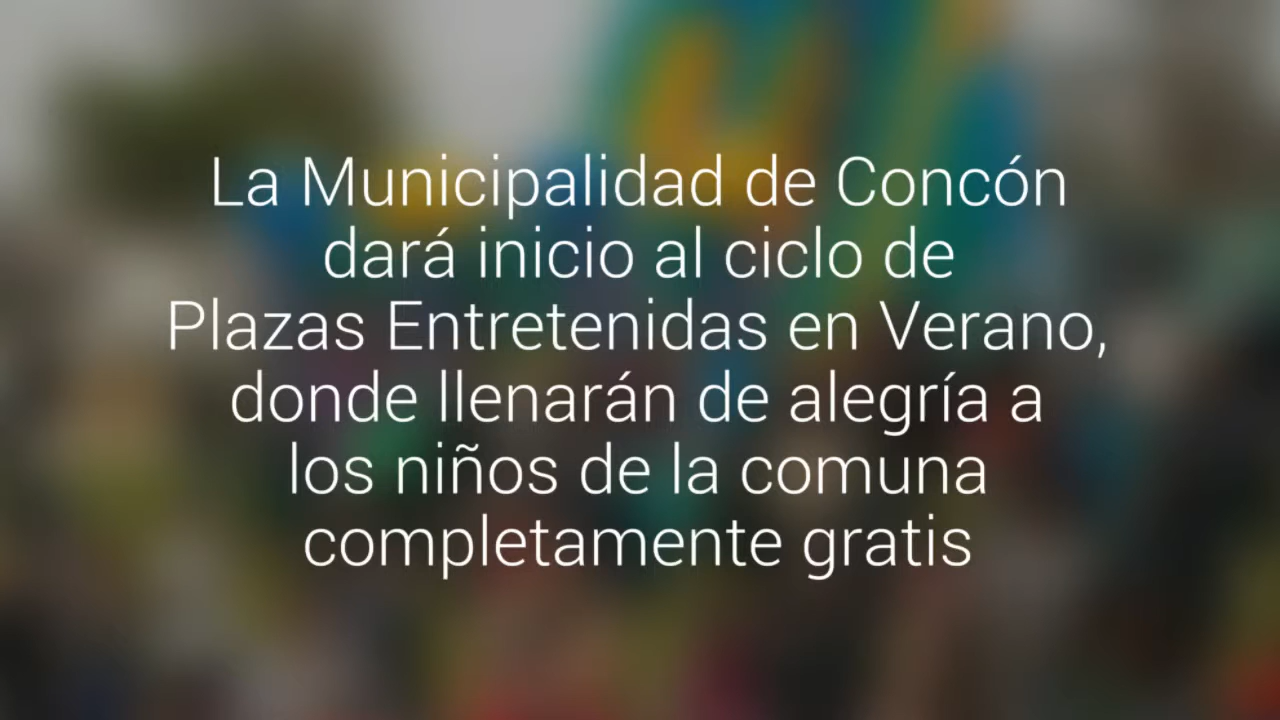 La Municipalidad de Concón
dará inicio al ciclo de
Plazas Entretenidas en Verano,
donde llenarán de alegría a
los niños de la comuna
completamente gratis